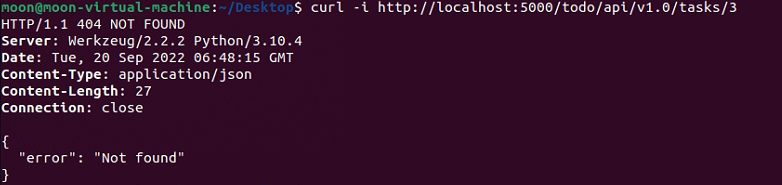 moon@moon-virtual-machine:~/Desktop$ curl -i http://localhost:5000/todo/api/v1.0/tasks/3
HTTP/1.1 404 NOT FOUND
Server: Werkzeug/2.2.2 Python/3.10.4
Date: Tue, 20 Sep 2022 06:48:15 GMT
Content-Type: application/json
Content-Length: 27
Connection: close

{
  "error": "Not found"
}